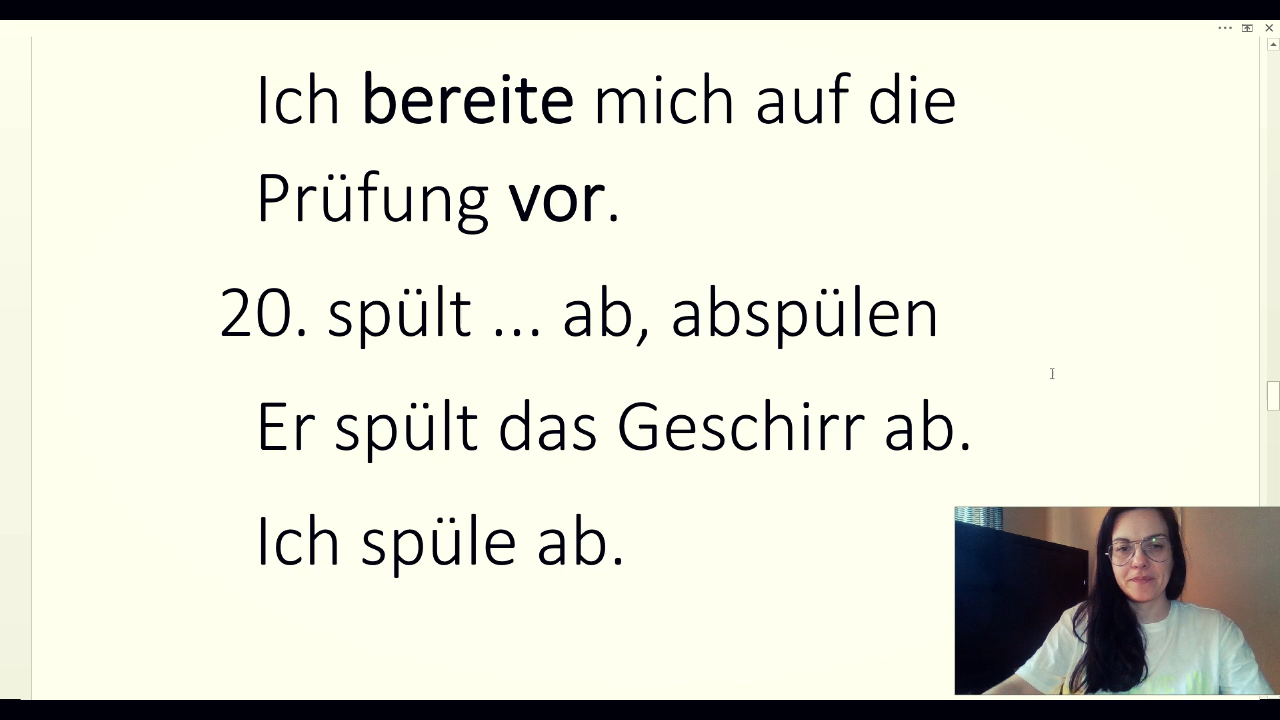 Ich bereite mich auf die
Prüfung vor.
20. spült ... ab, abspülen
Er spült das Geschirr ab.
Ich spüle ab.